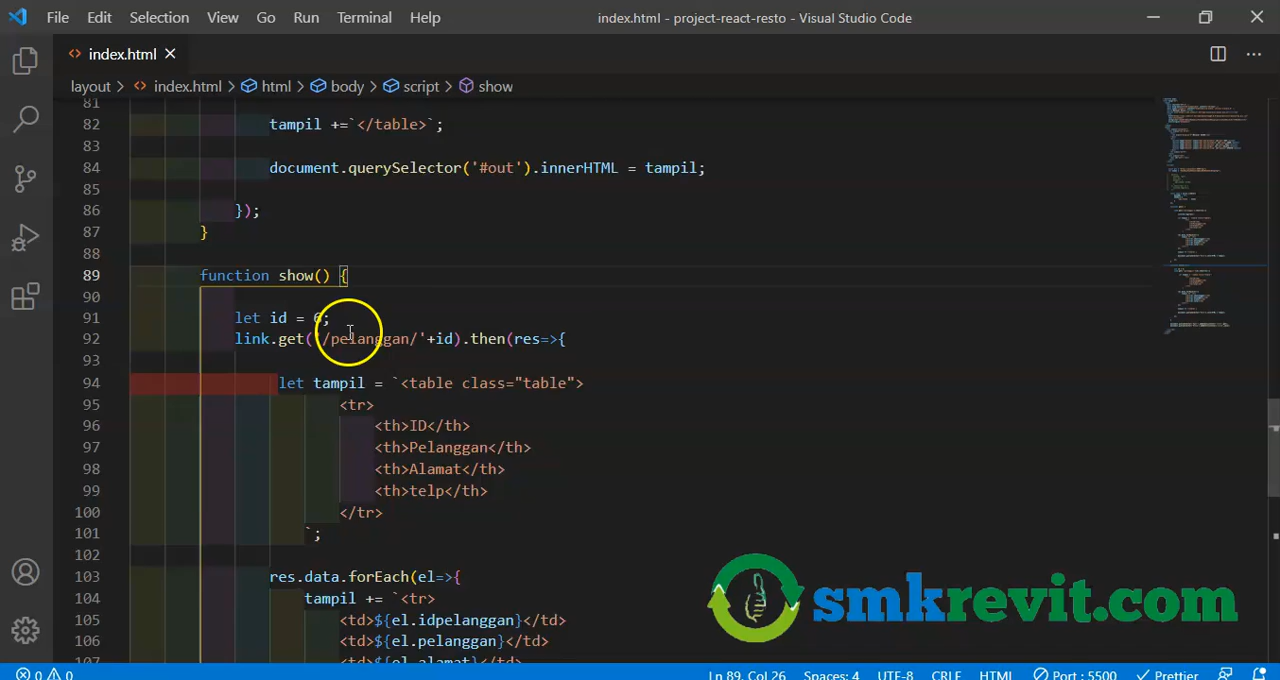 File Edit Selection View Go Run Terminal Help index.html - project-react-resto - Visual Studio Code
index.html
layout > index.html > html > body > script > show
81
82 tampil +=`</table>`;
83
84 document.querySelector('#out').innerHTML = tampil;
85
86 });
87 }
88
89 function show() {
90
91 let id = 6;
92 link.get('/pelanggan/'+id).then(res=>{
93
94 let tampil = `<table class="table">
95 <tr>
96 <th>ID</th>
97 <th>Pelanggan</th>
98 <th>Alamat</th>
99 <th>telp</th>
100 </tr>
101 `;
102
103 res.data.forEach(el=>{
104 tampil += `<tr>
105 <td>${el.idpelanggan}</td>
106 <td>${el.pelanggan}</td>
107 <td>${el.alamat}</td>
smkrevit.com
0 0 Ln 89, Col 26 Spaces: 4 UTF-8 CRLF HTML Port : 5500 Prettier